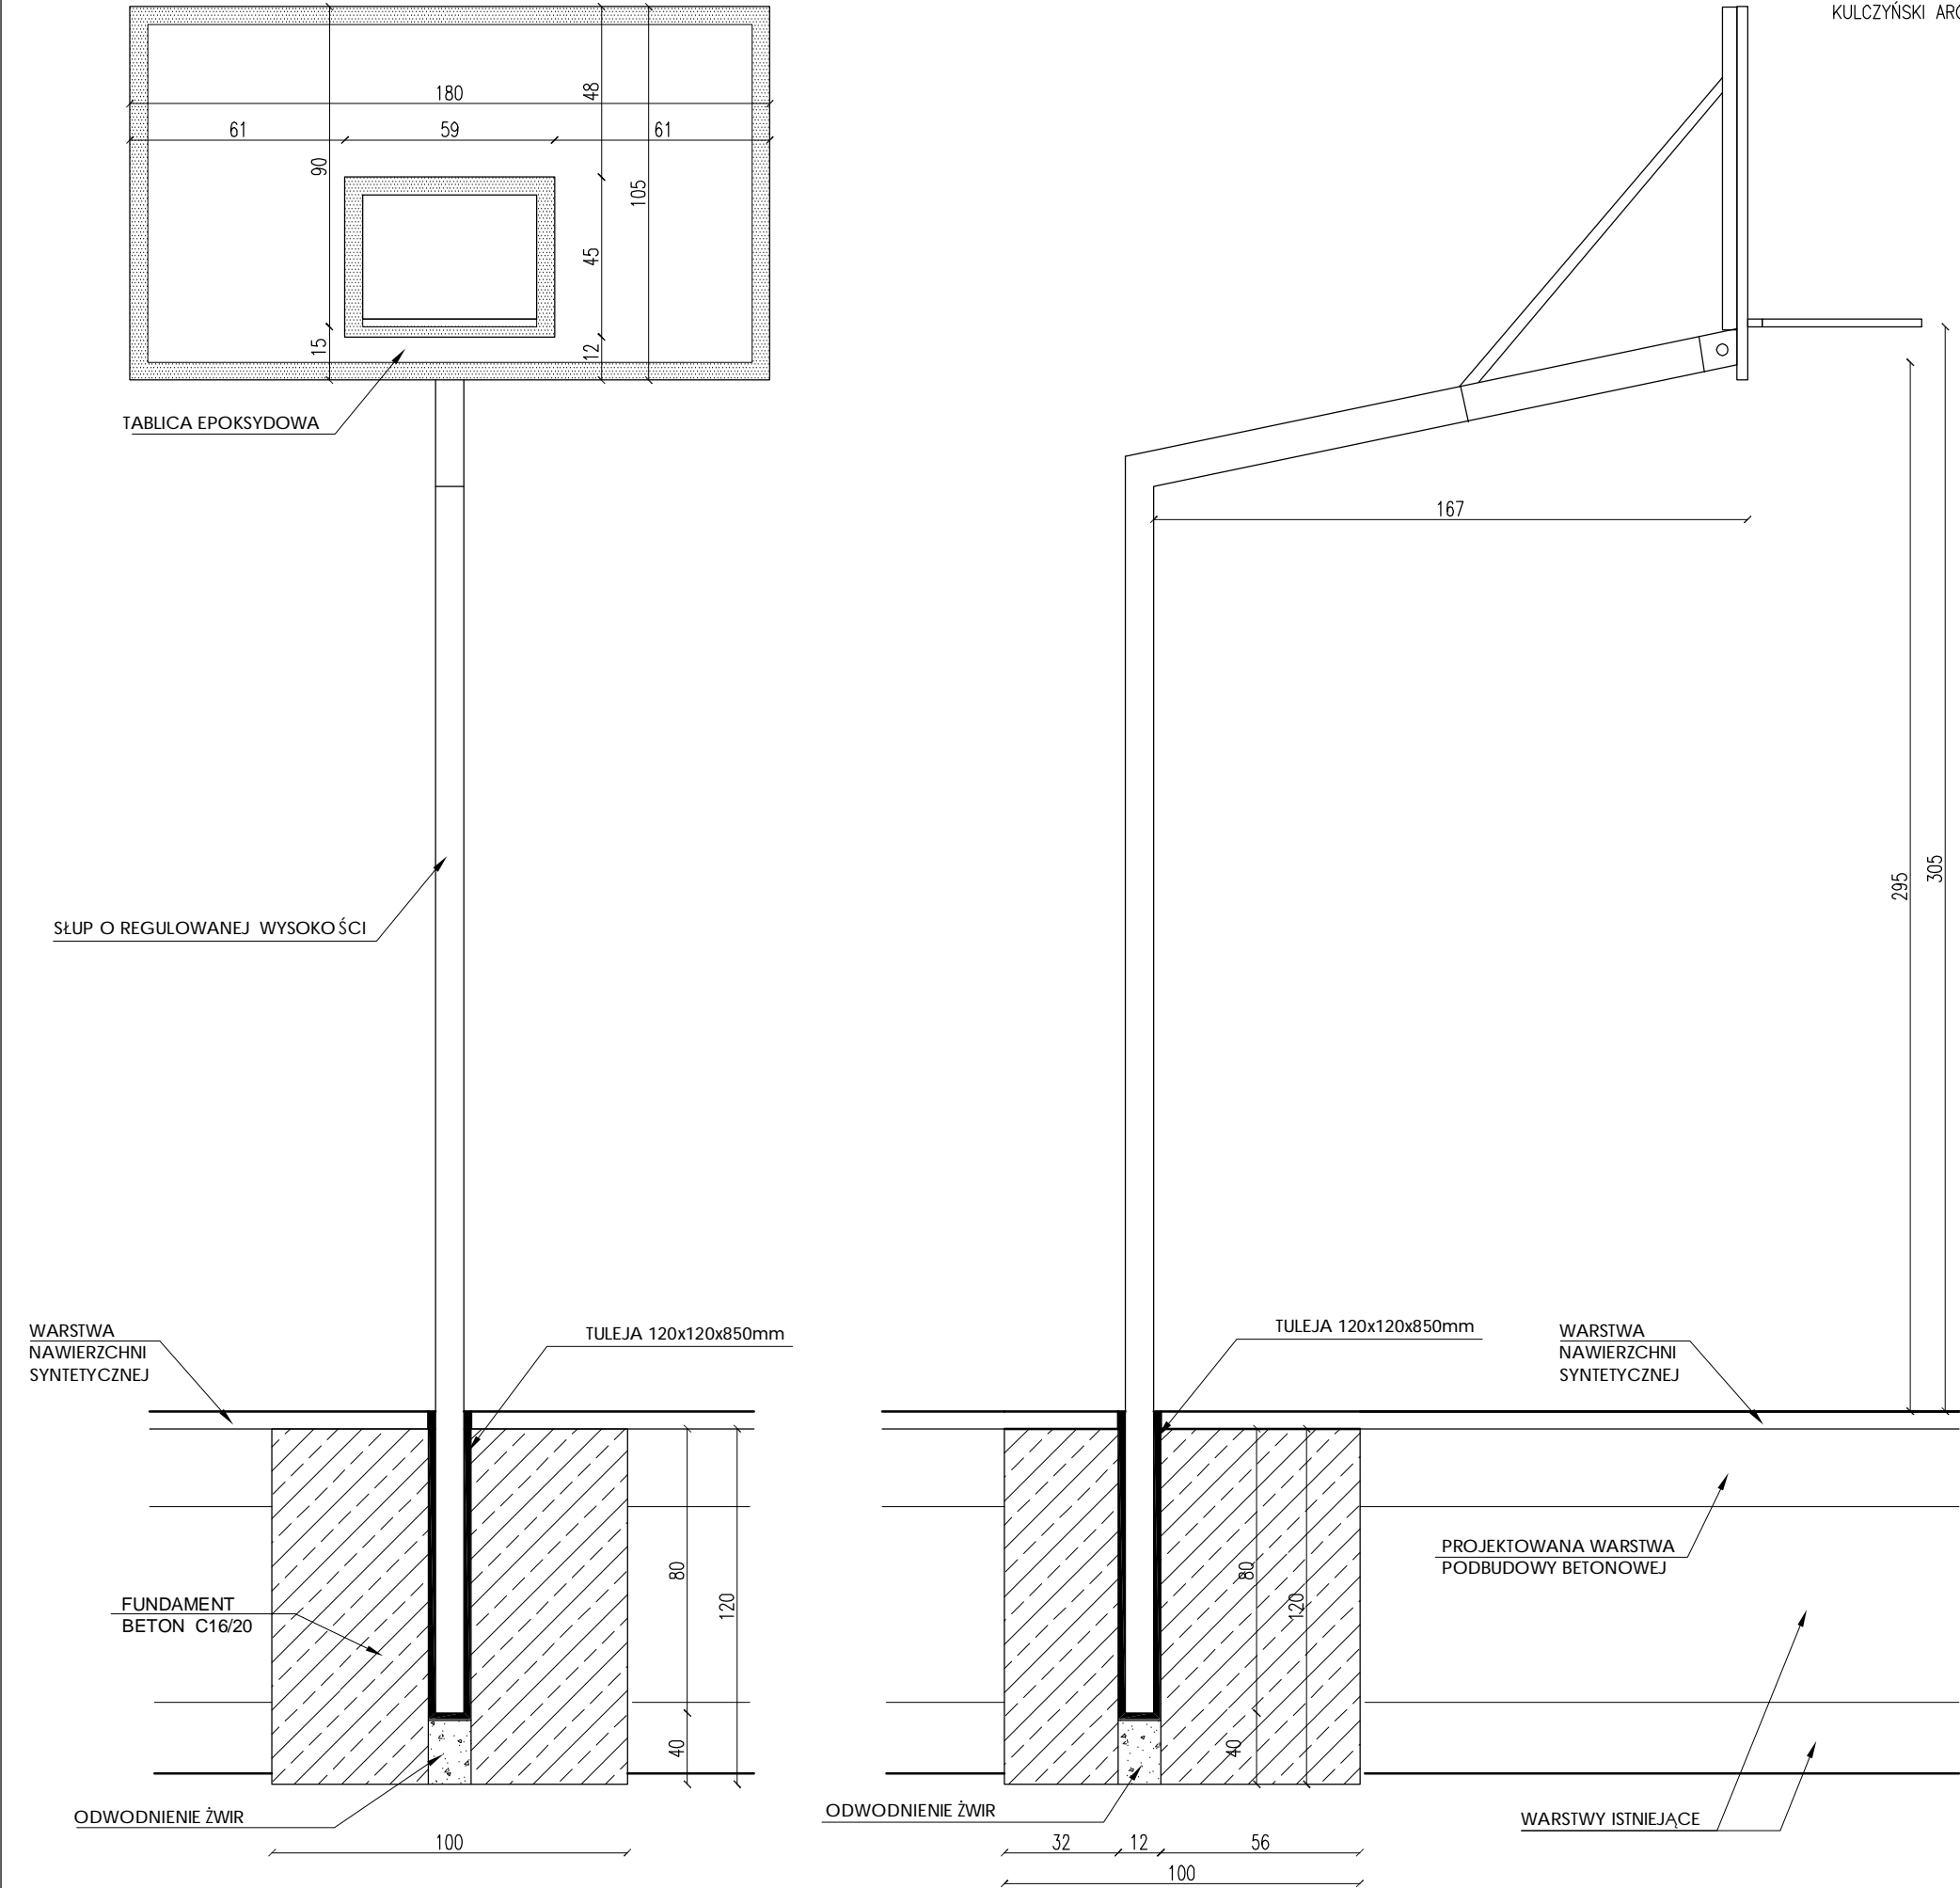 KULCZYŃSKI
180
48
61
59
61
90
105
45
15
12
TABLICA EPOKSYDOWA
167
295
305
SŁUP O REGULOWANEJ WYSOKOŚCI
WARSTWA
NAWIERZCHNI
SYNTETYCZNEJ
TULEJA 120x120x850mm
TULEJA 120x120x850mm
WARSTWA
NAWIERZCHNI
SYNTETYCZNEJ
PROJEKTOWANA WARSTWA
PODBUDOWY BETONOWEJ
FUNDAMENT
BETON C16/20
80
120
40
80
120
40
ODWODNIENIE ŻWIR
ODWODNIENIE ŻWIR
WARSTWY ISTNIEJĄCE
100
32
12
56
100